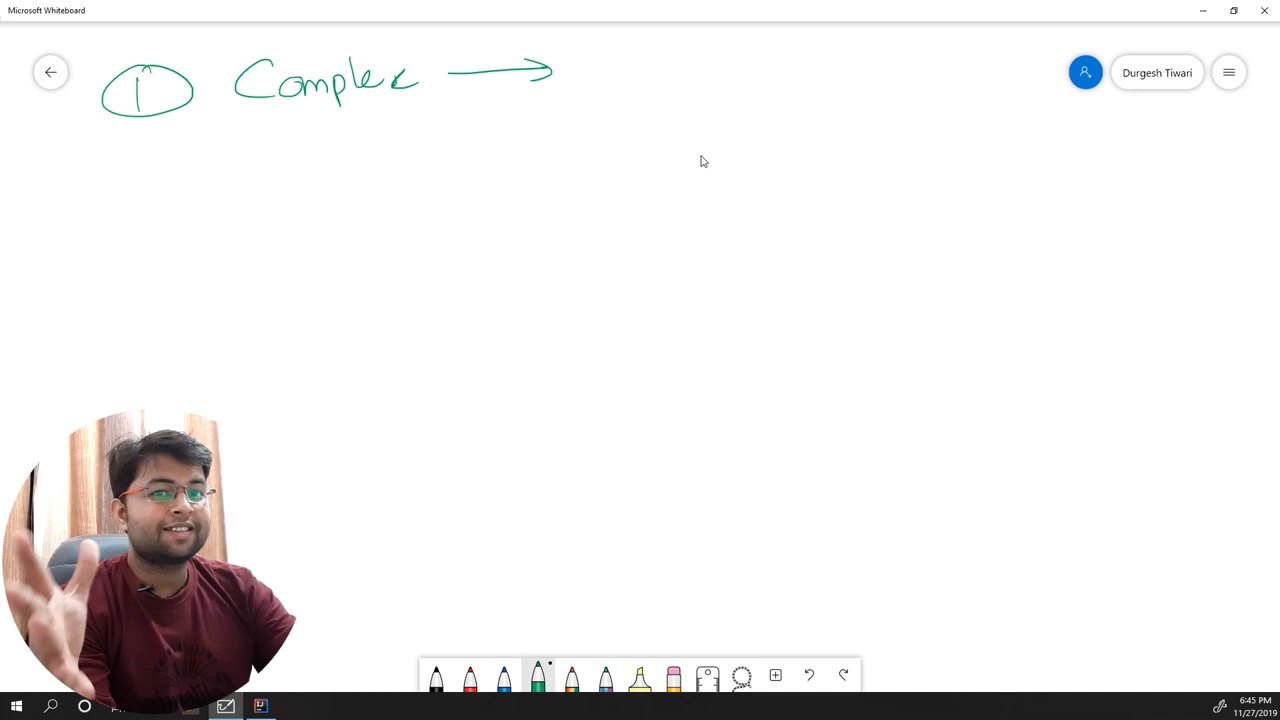 Microsoft Whiteboard
1 Complex →
Durgesh Tiwari
6:45 PM
11/27/2019